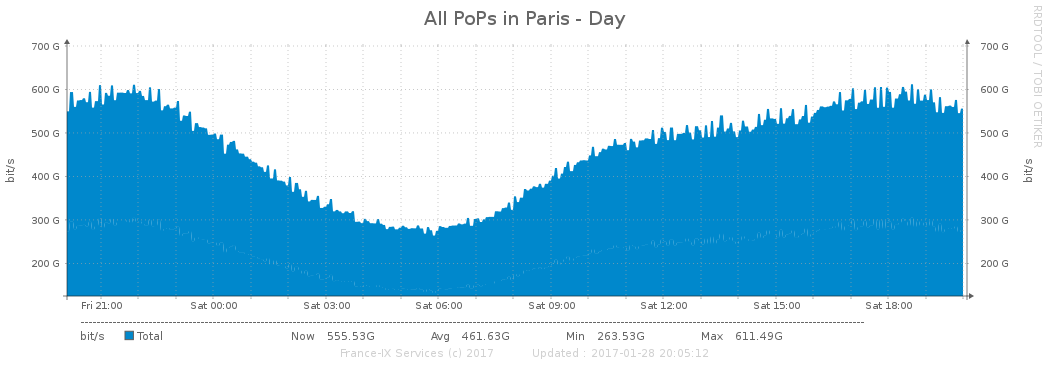 All PoPs in Paris - Day
RRDTOOL / TOBI OETIKER
700 G 700 G
600 G 600 G
500 G 500 G
400 G 400 G
300 G 300 G
200 G 200 G
bit/s
bit/s
Fri 21:00 Sat 00:00 Sat 03:00 Sat 06:00 Sat 09:00 Sat 12:00 Sat 15:00 Sat 18:00
bit/s Total Now 555.53G Avg 461.63G Min 263.53G Max 611.49G
France-IX Services (c) 2017 Updated : 2017-01-28 20:05:12